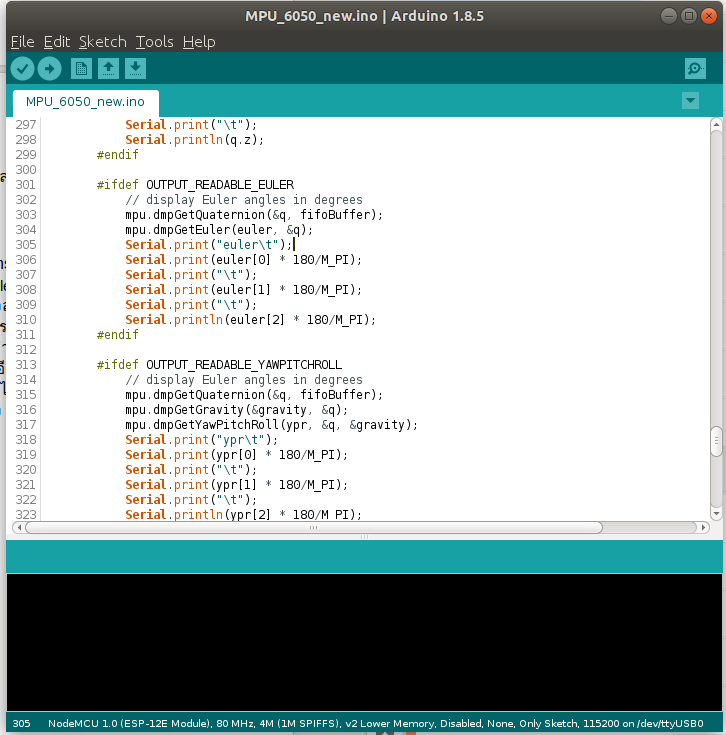 MPU_6050_new.ino | Arduino 1.8.5
File Edit Sketch Tools Help
MPU_6050_new.ino
297 Serial.print("\t");
298 Serial.println(q.z);
299 #endif
300
301 #ifdef OUTPUT_READABLE_EULER
302 // display Euler angles in degrees
303 mpu.dmpGetQuaternion(&q, fifoBuffer);
304 mpu.dmpGetEuler(euler, &q);
305 Serial.print("euler\t");
306 Serial.print(euler[0] * 180/M_PI);
307 Serial.print("\t");
308 Serial.print(euler[1] * 180/M_PI);
309 Serial.print("\t");
310 Serial.println(euler[2] * 180/M_PI);
311 #endif
312
313 #ifdef OUTPUT_READABLE_YAWPITCHROLL
314 // display Euler angles in degrees
315 mpu.dmpGetQuaternion(&q, fifoBuffer);
316 mpu.dmpGetGravity(&gravity, &q);
317 mpu.dmpGetYawPitchRoll(ypr, &q, &gravity);
318 Serial.print("ypr\t");
319 Serial.print(ypr[0] * 180/M_PI);
320 Serial.print("\t");
321 Serial.print(ypr[1] * 180/M_PI);
322 Serial.print("\t");
323 Serial.println(ypr[2] * 180/M_PI);
305 NodeMCU 1.0 (ESP-12E Module), 80 MHz, 4M (1M SPIFFS), v2 Lower Memory, Disabled, None, Only Sketch, 115200 on /dev/ttyUSB0